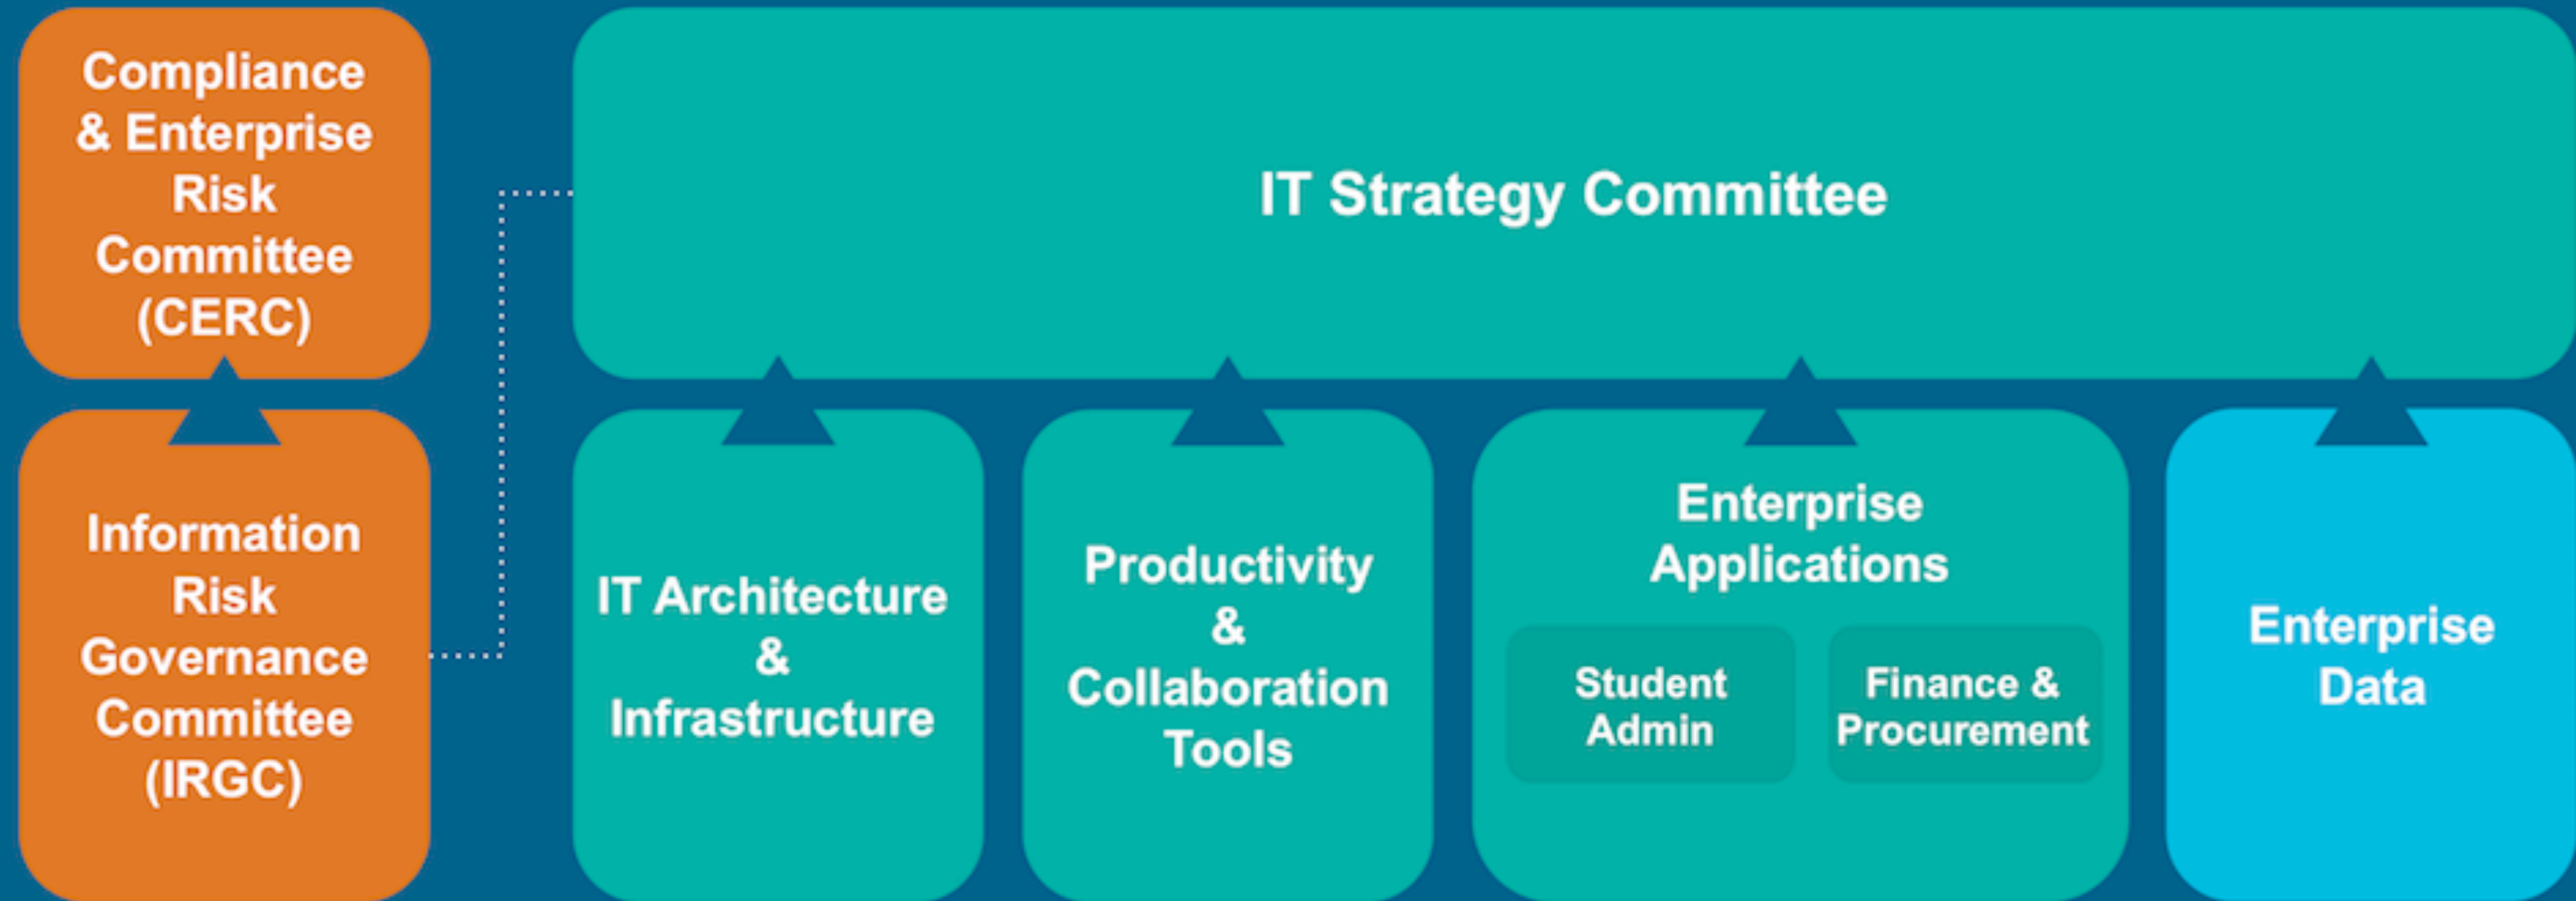 Compliance
& Enterprise
Risk
Committee
(CERC)
IT Strategy Committee
Information
Risk
Governance
Committee
(IRGC)
IT Architecture
&
Infrastructure
Productivity
&
Collaboration
Tools
Enterprise
Applications
Student
Admin
Finance &
Procurement
Enterprise
Data